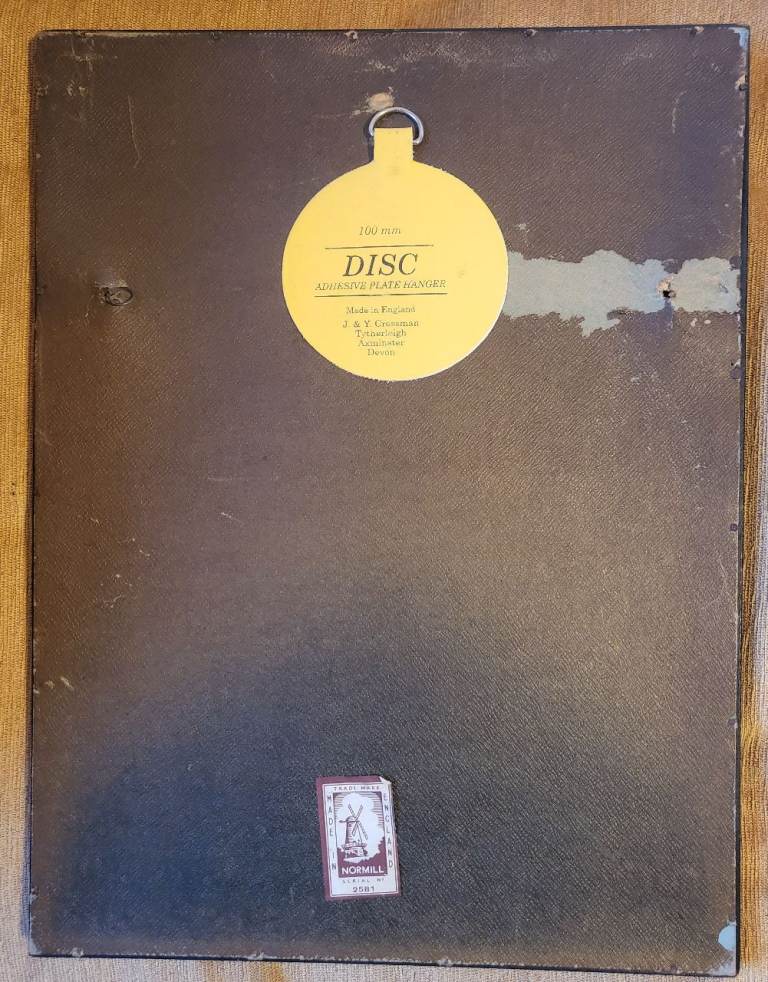 100 mm
DISC
ADHESIVE PLATE HANGER
Made in England
J. & Y. Cressman
Tytherleigh
Axminster
Devon
TRADE MARK
MADE IN
ENGLAND
NORMILL
SERIAL Nº
2581